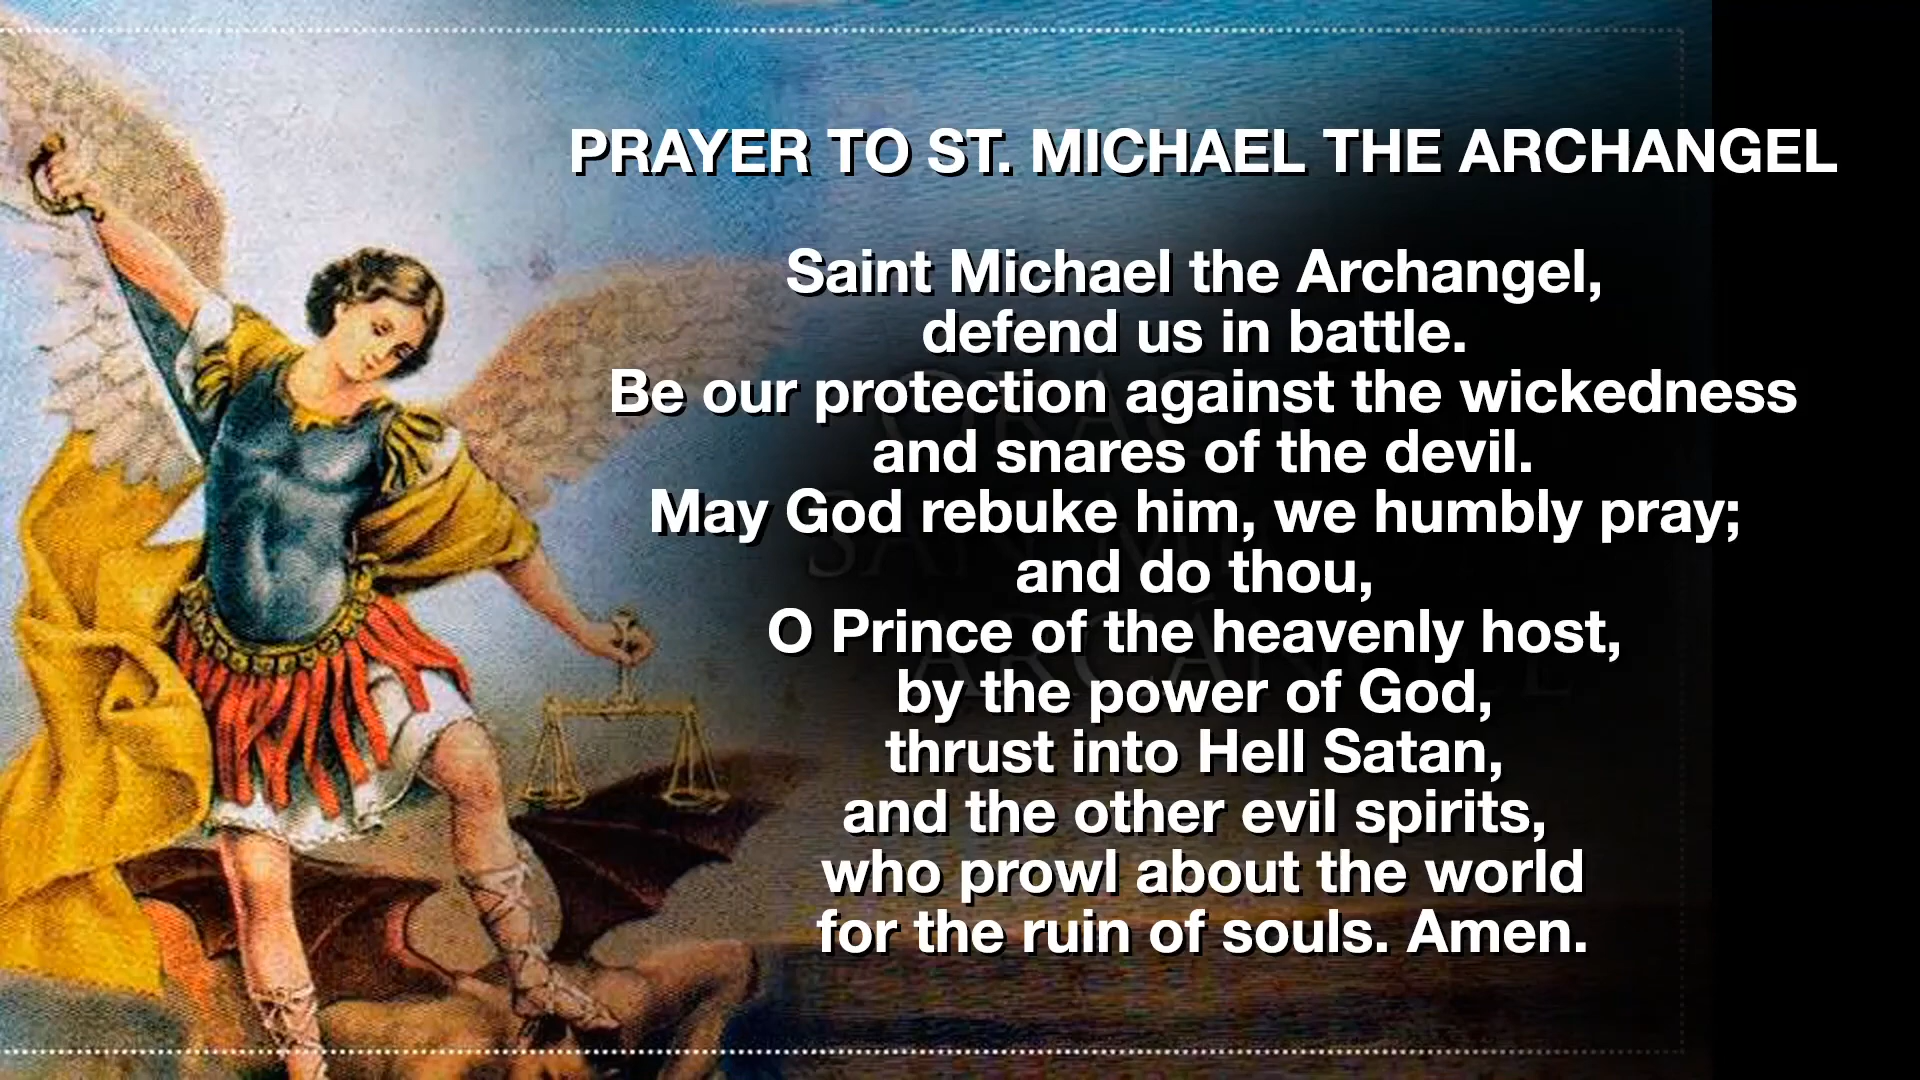 PRAYER TO ST. MICHAEL THE ARCHANGEL
Saint Michael the Archangel,
defend us in battle.
Be our protection against the wickedness
and snares of the devil.
May God rebuke him, we humbly pray;
and do thou,
O Prince of the heavenly host,
by the power of God,
thrust into Hell Satan,
and the other evil spirits,
who prowl about the world
for the ruin of souls. Amen.